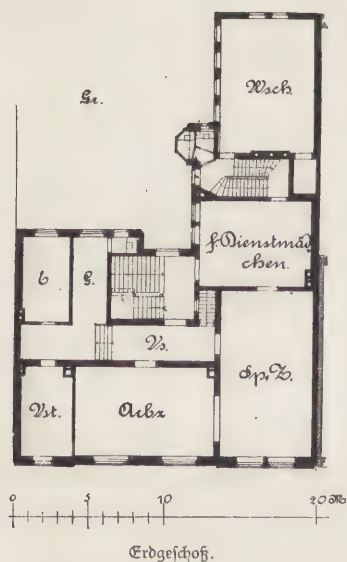 Gr.
Wsch.
f. Dienstmäd
chen.
G.
Vs.
Sp. Z.
Vst.
Arbz
0 5 10 20 M
Erdgeschoß.